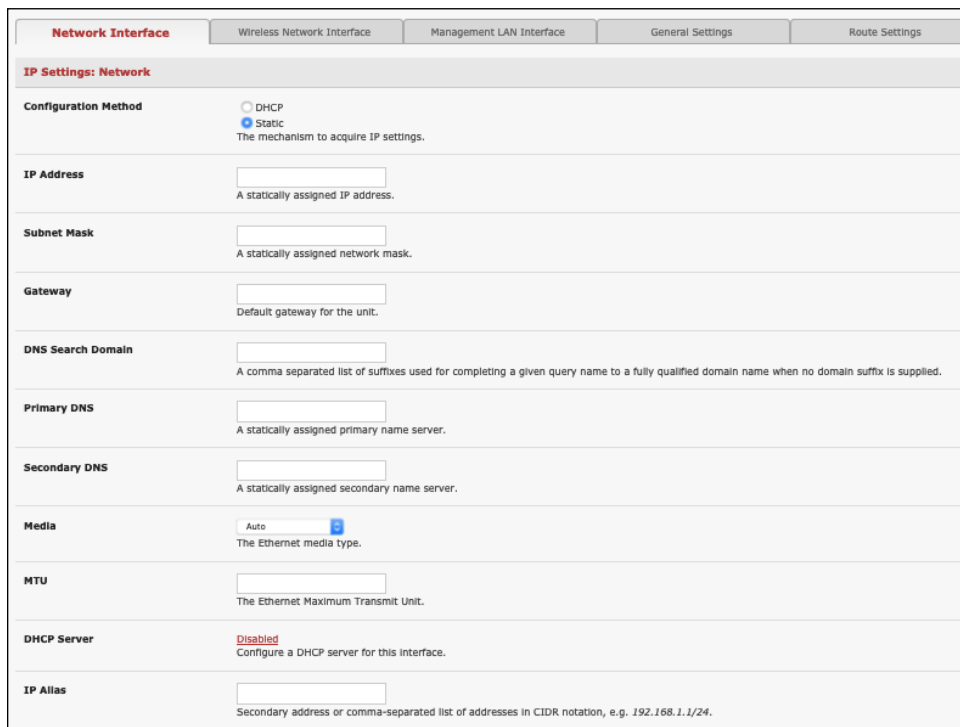 Network Interface
Wireless Network Interface
Management LAN Interface
General Settings
Route Settings
IP Settings: Network
Configuration Method
DHCP
Static
The mechanism to acquire IP settings.
IP Address
A statically assigned IP address.
Subnet Mask
A statically assigned network mask.
Gateway
Default gateway for the unit.
DNS Search Domain
A comma separated list of suffixes used for completing a given query name to a fully qualified domain name when no domain suffix is supplied.
Primary DNS
A statically assigned primary name server.
Secondary DNS
A statically assigned secondary name server.
Media
Auto
The Ethernet media type.
MTU
The Ethernet Maximum Transmit Unit.
DHCP Server
Disabled
Configure a DHCP server for this interface.
IP Alias
Secondary address or comma-separated list of addresses in CIDR notation, e.g. 192.168.1.1/24.